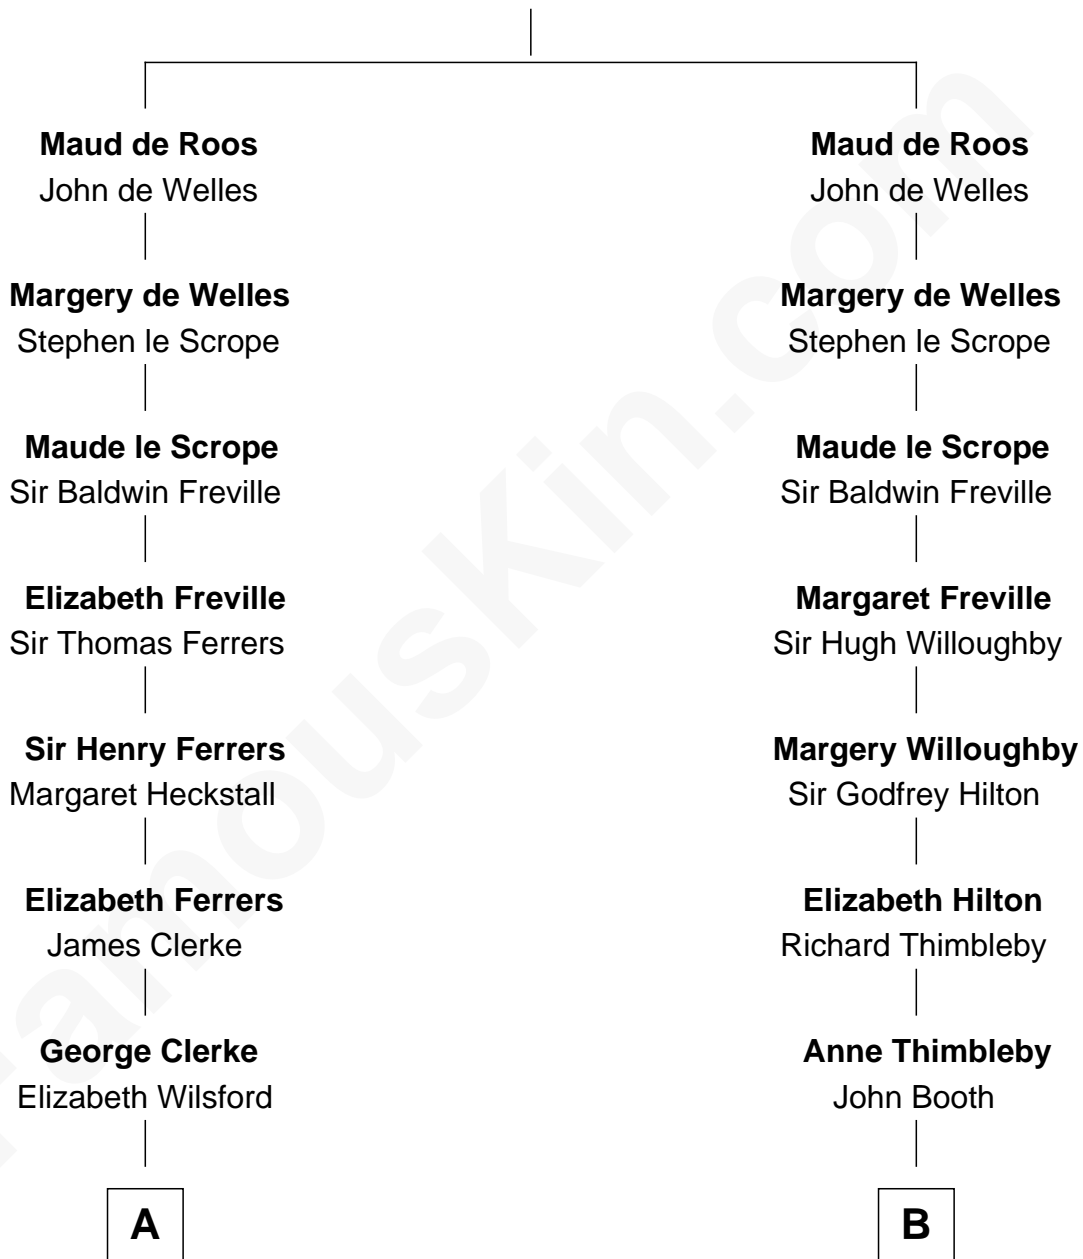 Maud de Roos
John de Welles
Margery de Welles
Stephen le Scrope
Maude le Scrope
Sir Baldwin Freville
Elizabeth Freville
Sir Thomas Ferrers
Sir Henry Ferrers
Margaret Heckstall
Elizabeth Ferrers
James Clerke
George Clerke
Elizabeth Wilsford
A
Maud de Roos
John de Welles
Margery de Welles
Stephen le Scrope
Maude le Scrope
Sir Baldwin Freville
Margaret Freville
Sir Hugh Willoughby
Margery Willoughby
Sir Godfrey Hilton
Elizabeth Hilton
Richard Thimbleby
Anne Thimbleby
John Booth
B
FamousKin.com